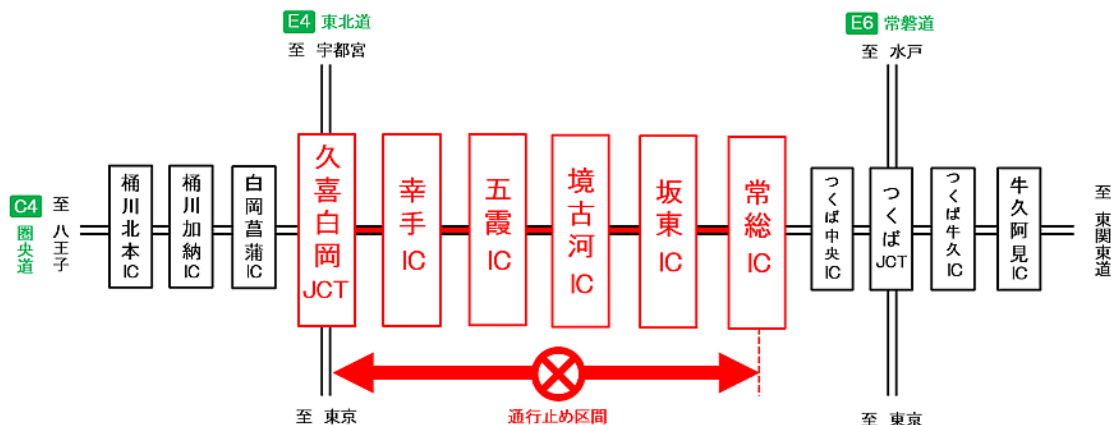 E4 東北道
至 宇都宮
E6 常磐道
至 水戸
C4 圏央道
至 八王子
桶川北本IC
桶川加納IC
白岡菖蒲IC
久喜白岡JCT
幸手IC
五霞IC
境古河IC
坂東IC
常総IC
つくば中央IC
つくばJCT
つくば牛久IC
牛久阿見IC
至 東関東道
至 東京
通行止め区間
至 東京